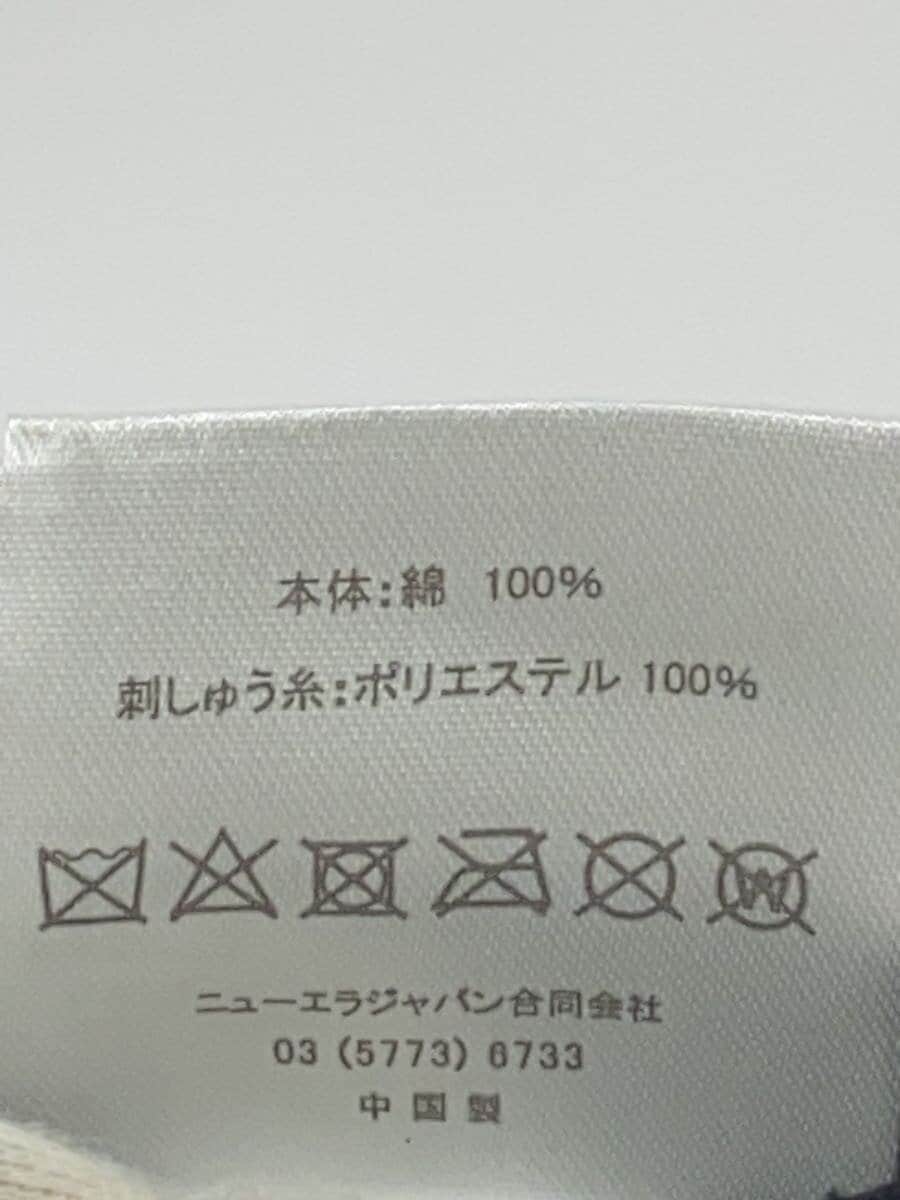 本体:綿 100%
刺しゅう糸:ポリエステル 100%
ニューエラジャパン合同会社
03 (5773) 6733
中国製